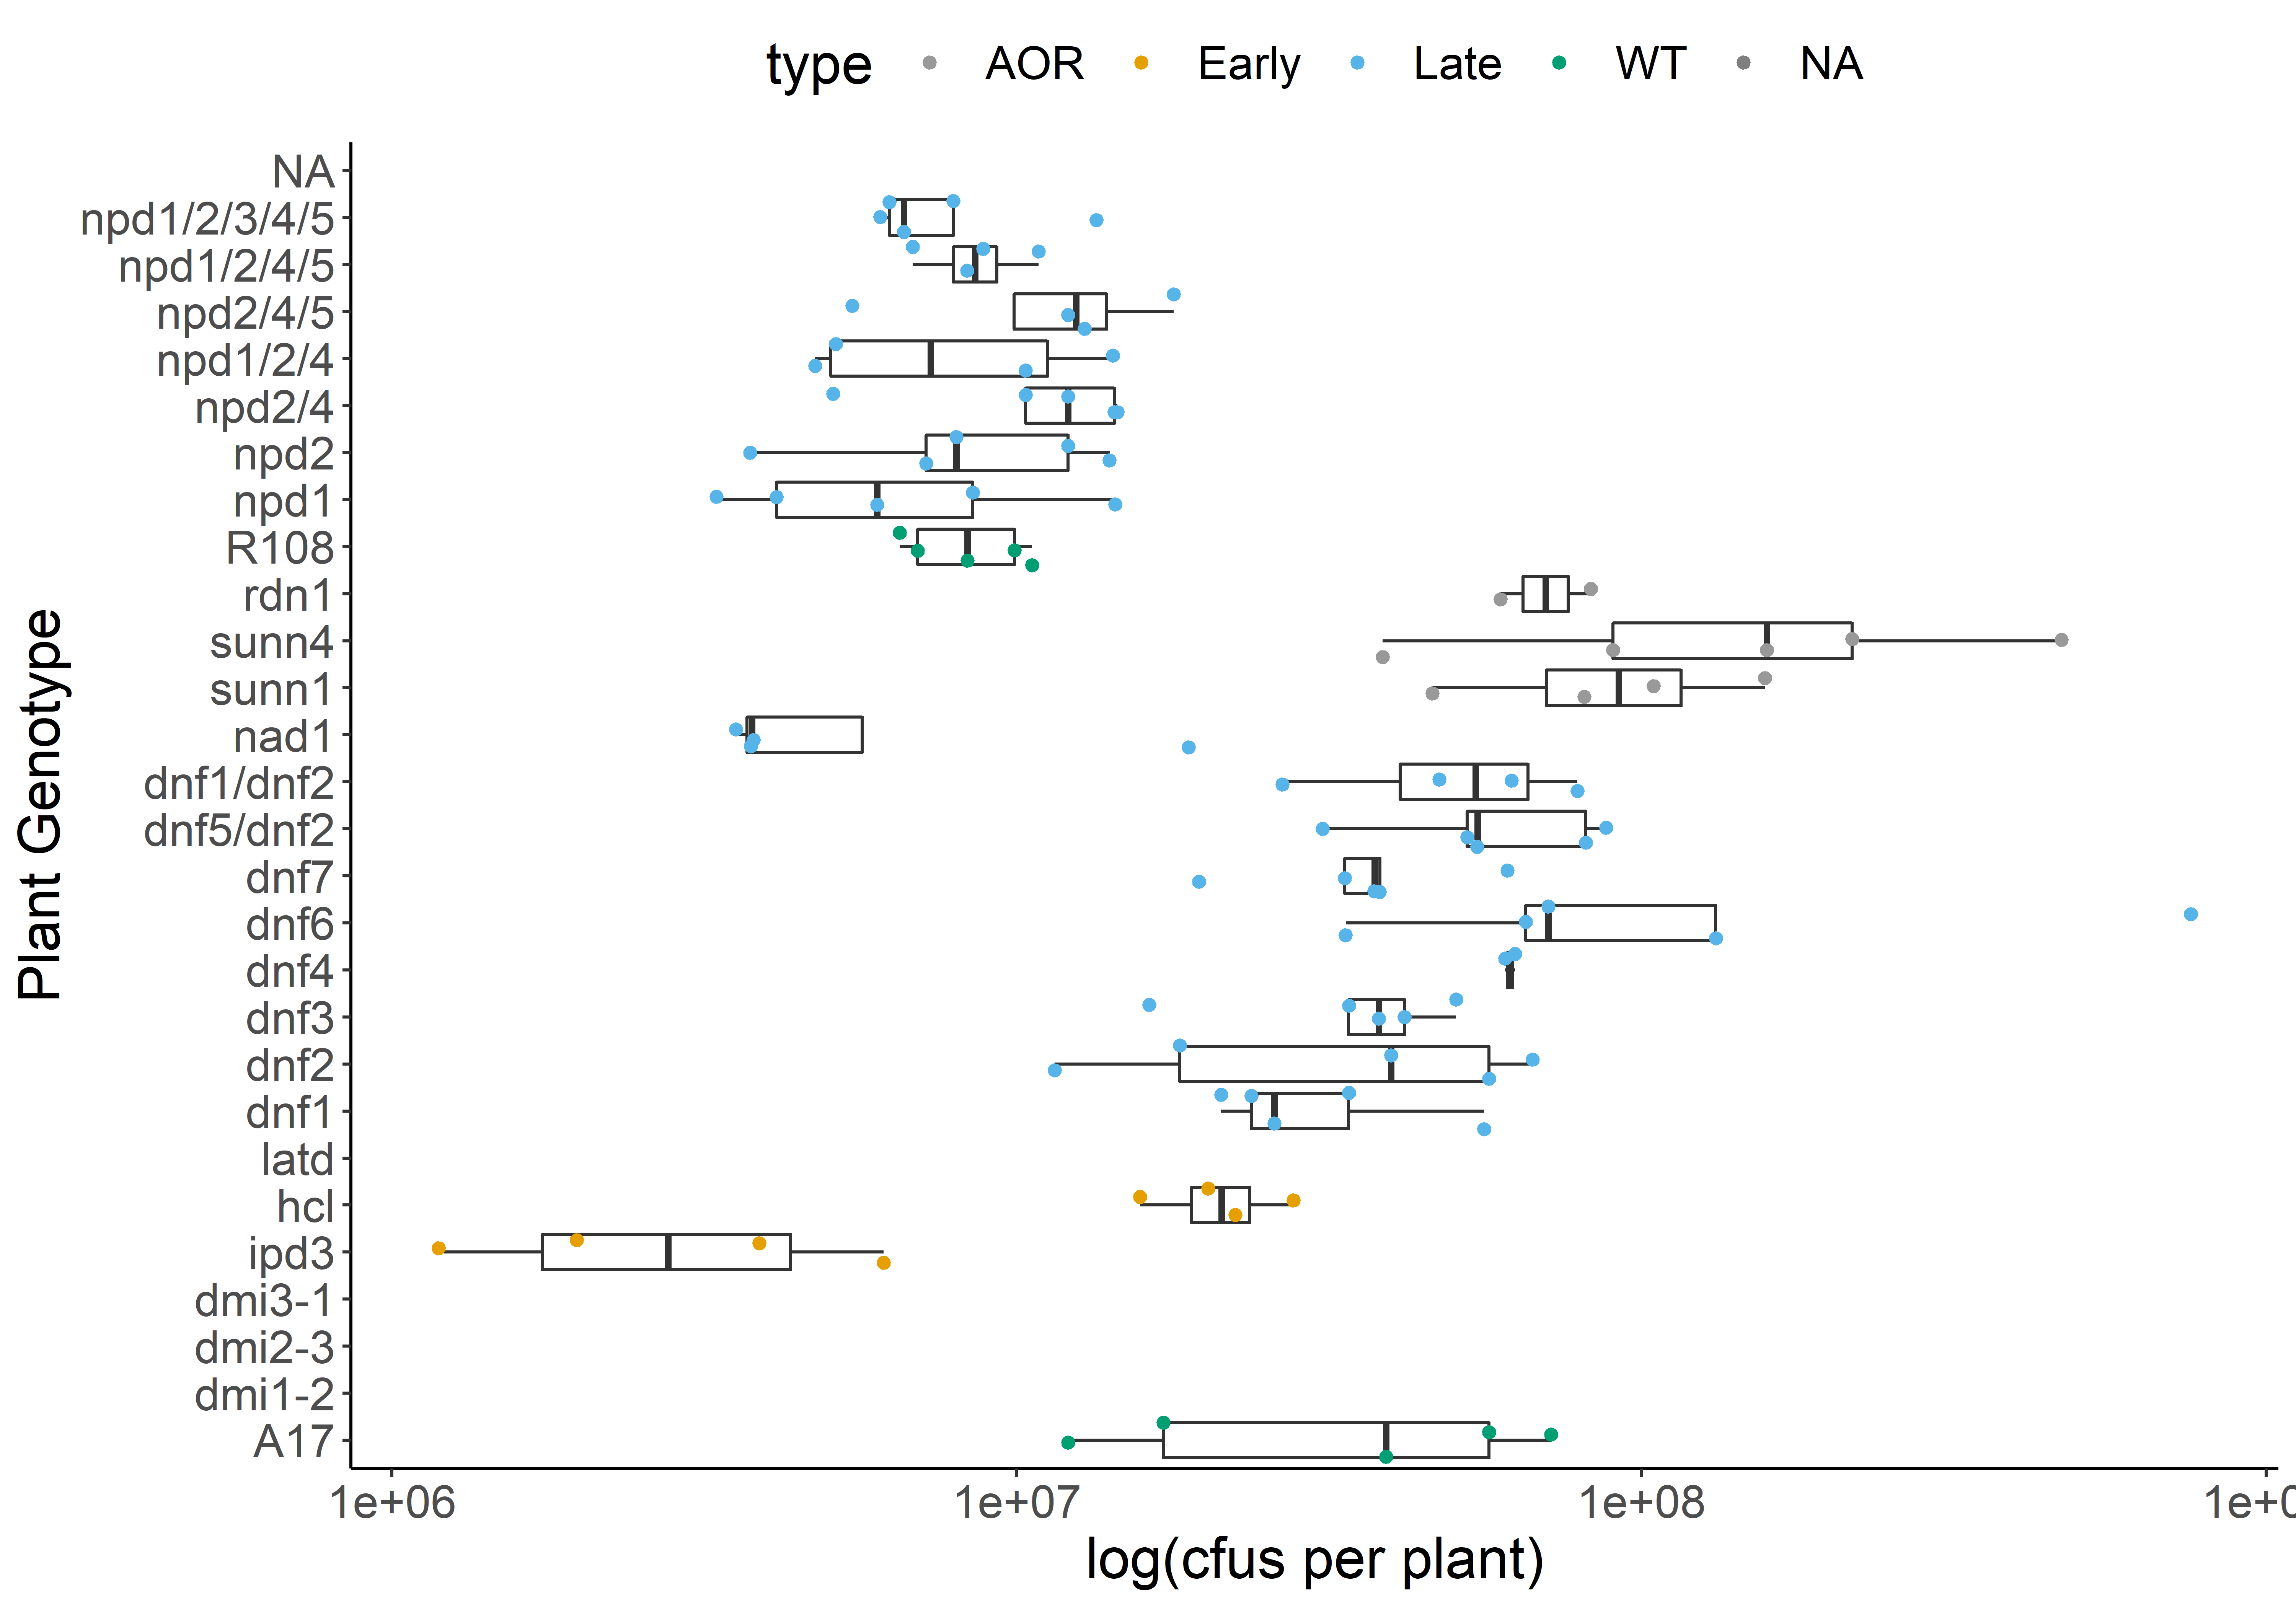 type AOR Early Late WT NA
NA
npd1/2/3/4/5
npd1/2/4/5
npd2/4/5
npd1/2/4
npd2/4
npd2
npd1
R108
rdn1
sunn4
sunn1
nad1
dnf1/dnf2
dnf5/dnf2
dnf7
dnf6
dnf4
dnf3
dnf2
dnf1
latd
hcl
ipd3
dmi3-1
dmi2-3
dmi1-2
A17
Plant Genotype
1e+06 1e+07 1e+08 1e+0
log(cfus per plant)